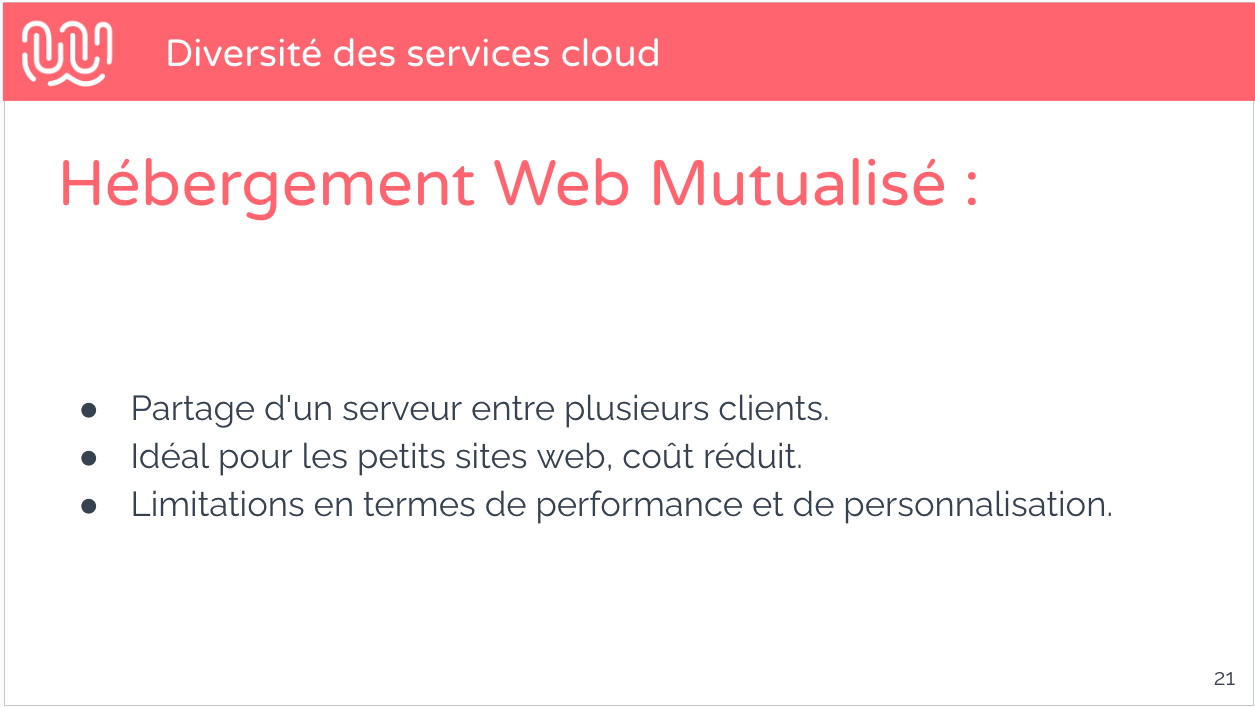 Diversité des services cloud
Hébergement Web Mutualisé :
● Partage d'un serveur entre plusieurs clients.
● Idéal pour les petits sites web, coût réduit.
● Limitations en termes de performance et de personnalisation.
21